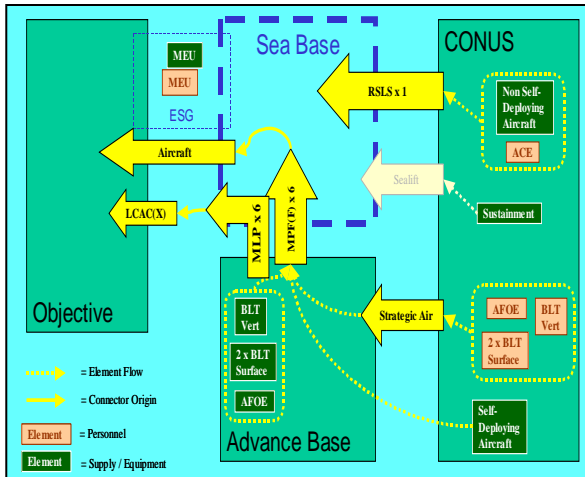 Sea Base
CONUS
MEU
MEU
ESG
RSLS x 1
Non Self-
Deploying
Aircraft
ACE
Aircraft
Sealift
Sustainment
LCAC(X)
MLP x 6
MPF(F) x 6
Objective
BLT
Vert
2 x BLT
Surface
AFOE
Advance Base
Strategic Air
AFOE
BLT
Vert
2 x BLT
Surface
Self-
Deploying
Aircraft
= Element Flow
= Connector Origin
Element
= Personnel
Element
= Supply / Equipment